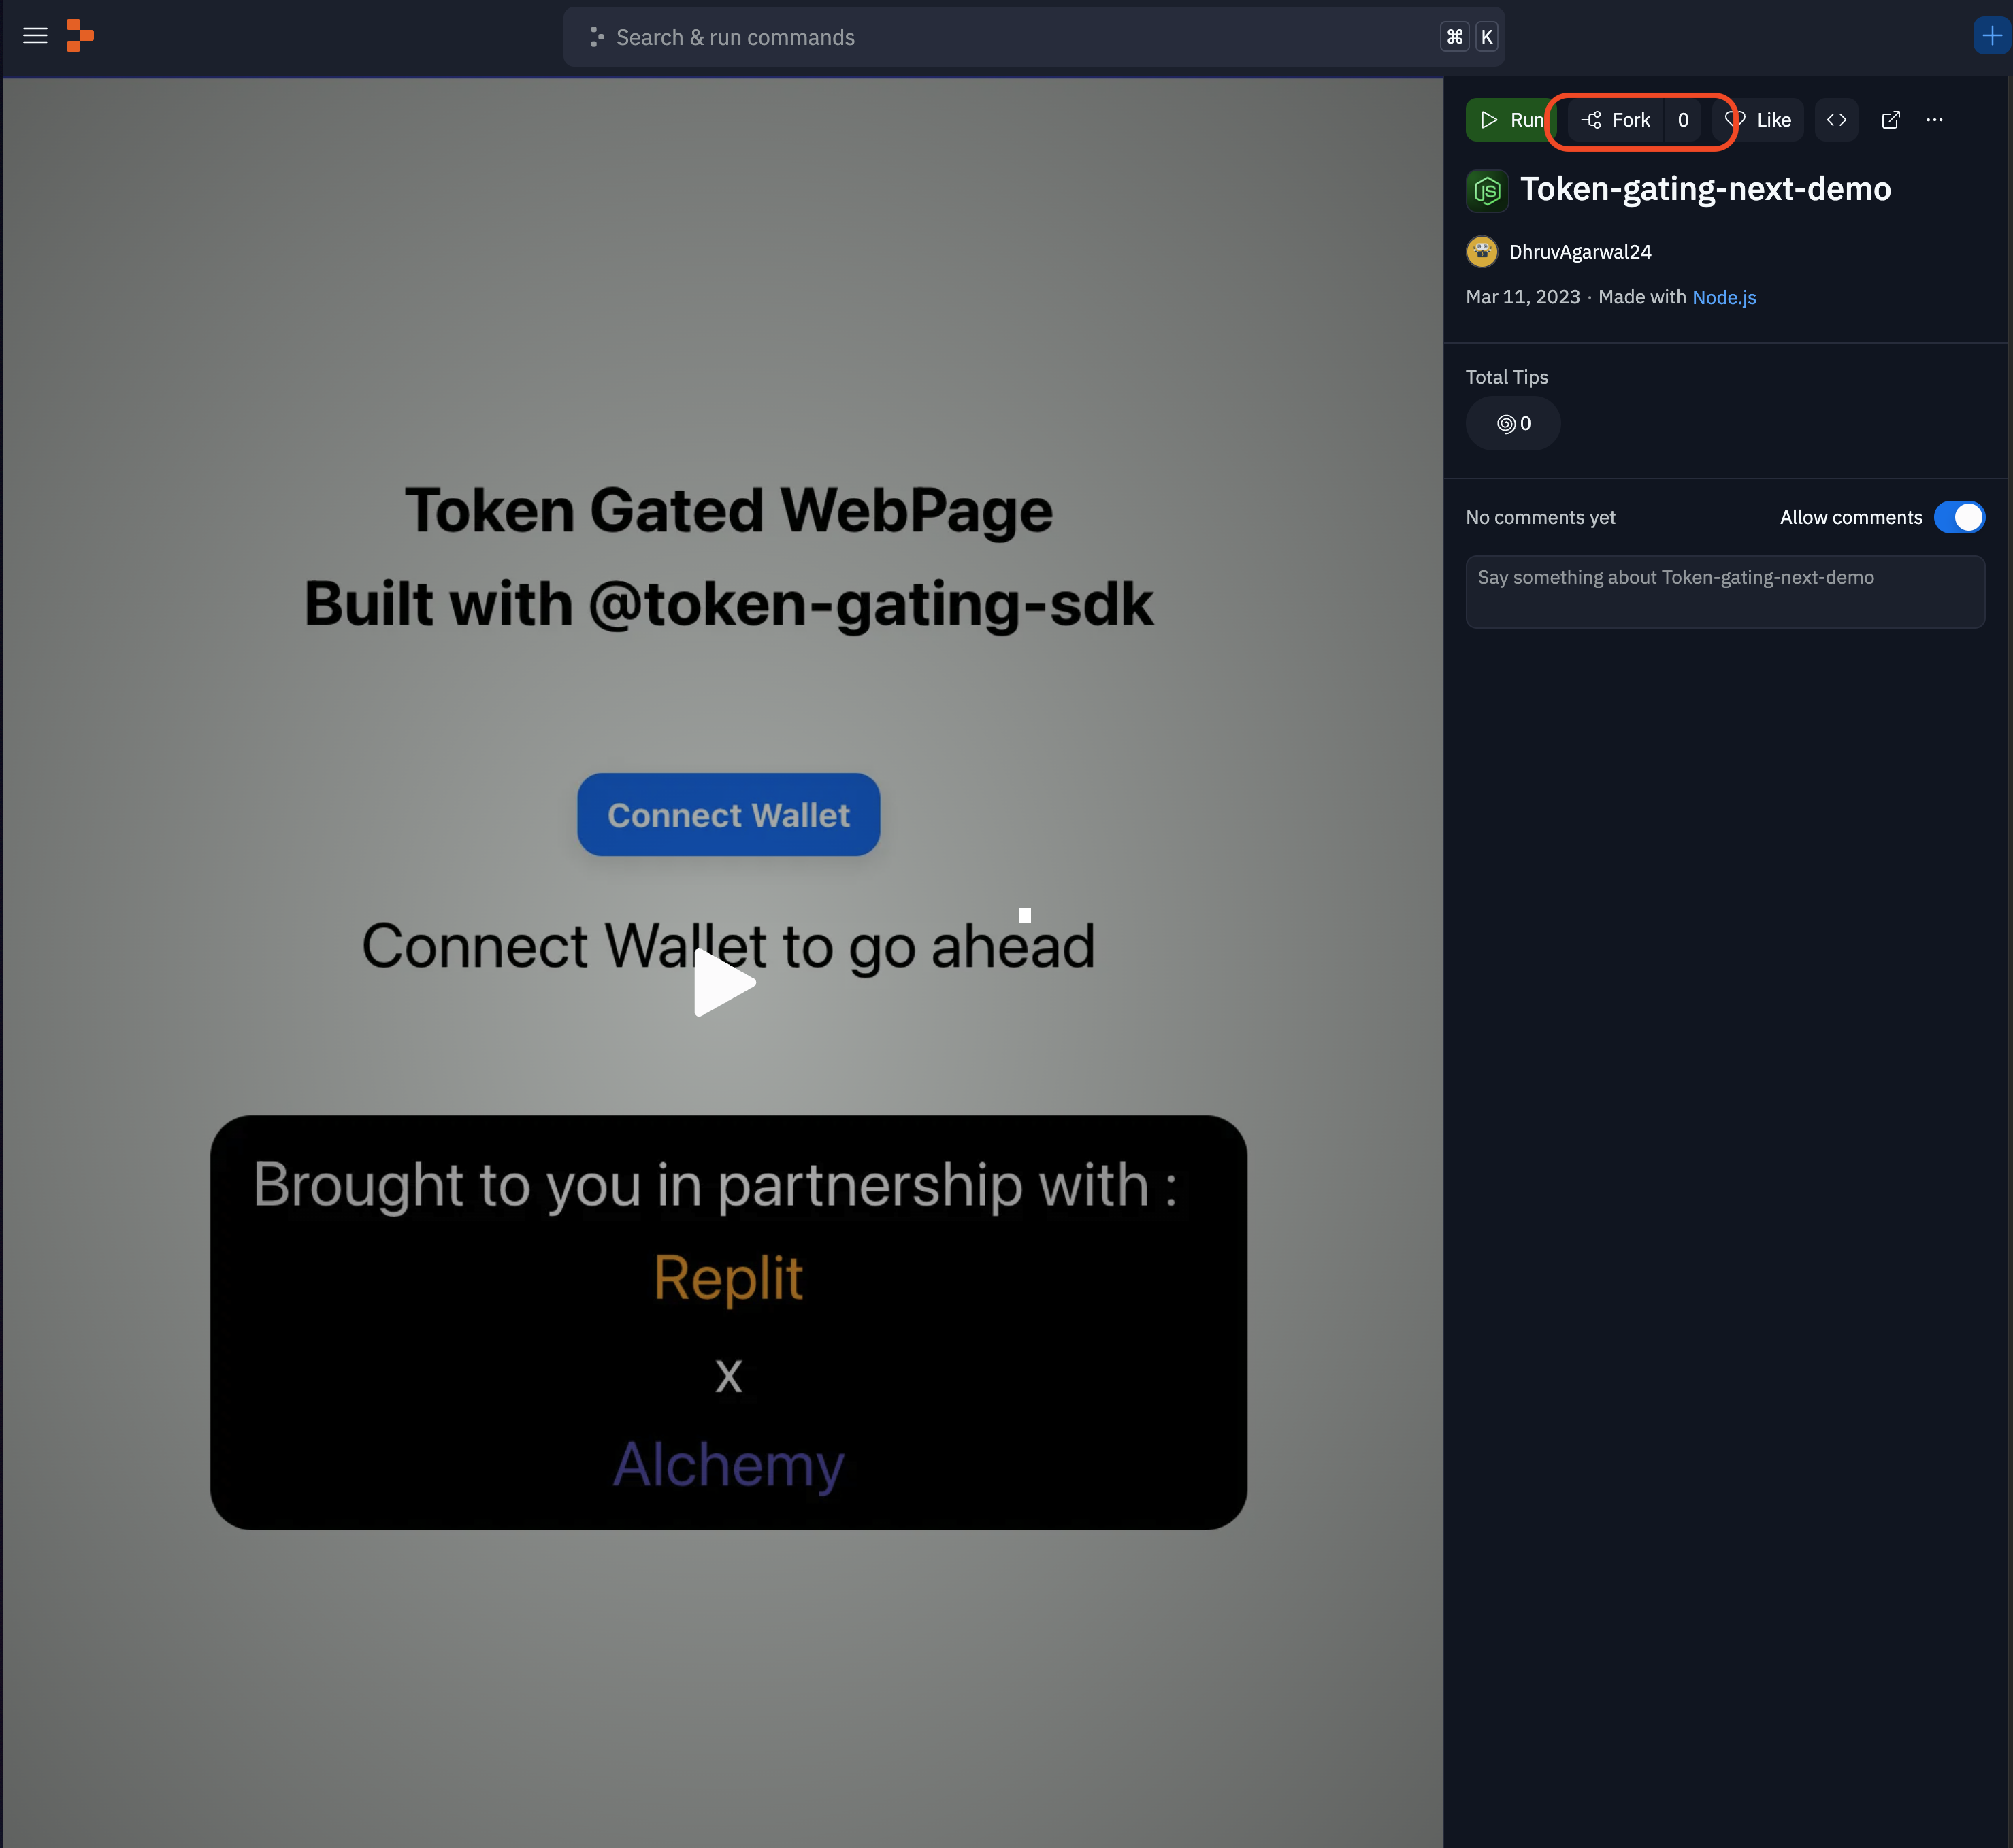 Search & run commands
⌘ K
Token Gated WebPage
Built with @token-gating-sdk
Connect Wallet
Connect Wallet to go ahead
Brought to you in partnership with :
Replit
x
Alchemy
Run
Fork 0
Like
JS
Token-gating-next-demo
DhruvAgarwal24
Mar 11, 2023 · Made with Node.js
Total Tips
0
No comments yet
Allow comments
Say something about Token-gating-next-demo